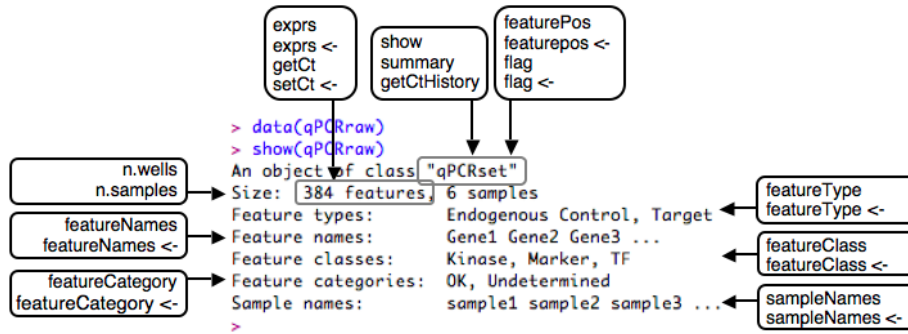 exprs
exprs <-
getCt
setCt <-
show
summary
getCtHistory
featurePos
featurepos <-
flag
flag <-
> data(qPCRraw)
> show(qPCRraw)
An object of class "qPCRset"
Size: 384 features, 6 samples
Feature types: Endogenous Control, Target
Feature names: Gene1 Gene2 Gene3 ...
Feature classes: Kinase, Marker, TF
Feature categories: OK, Undetermined
Sample names: sample1 sample2 sample3 ...
>
n.wells
n.samples
featureNames
featureNames <-
featureCategory
featureCategory <-
featureType
featureType <-
featureClass
featureClass <-
sampleNames
sampleNames <-